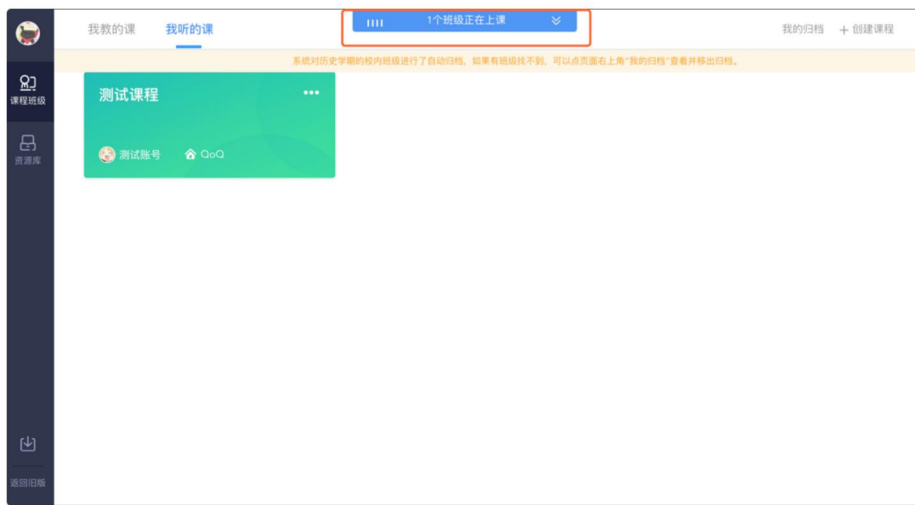 我教的课 我听的课 1个班级正在上课 我的归档 + 创建课程
系统对历史学期的校内班级进行了自动归档，如果有班级找不到，可以点页面右上角"我的归档"查看并移出归档。
课程班级
资源库
测试课程
测试账号 QoQ
返回旧版